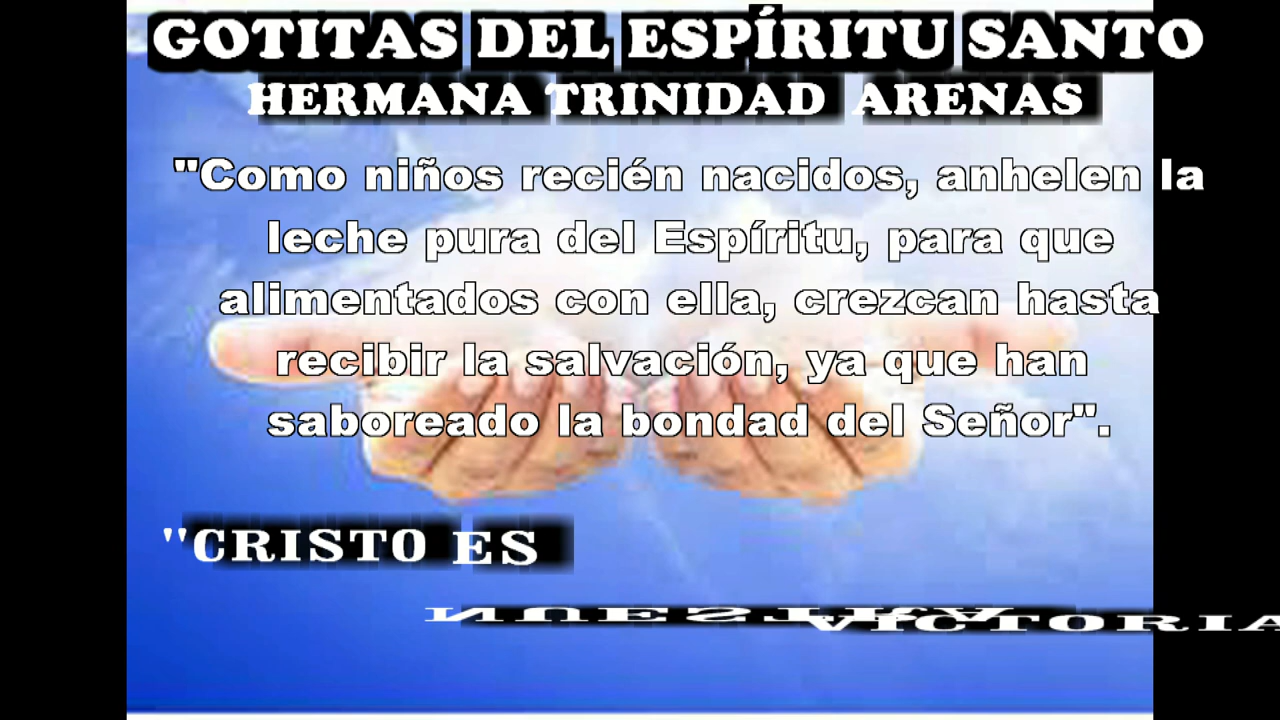 GOTITAS DEL ESPÍRITU SANTO
HERMANA TRINIDAD ARENAS
"Como niños recién nacidos, anhelen la
leche pura del Espíritu, para que
alimentados con ella, crezcan hasta
recibir la salvación, ya que han
saboreado la bondad del Señor".
"CRISTO ES
NUESTRA VICTORIA